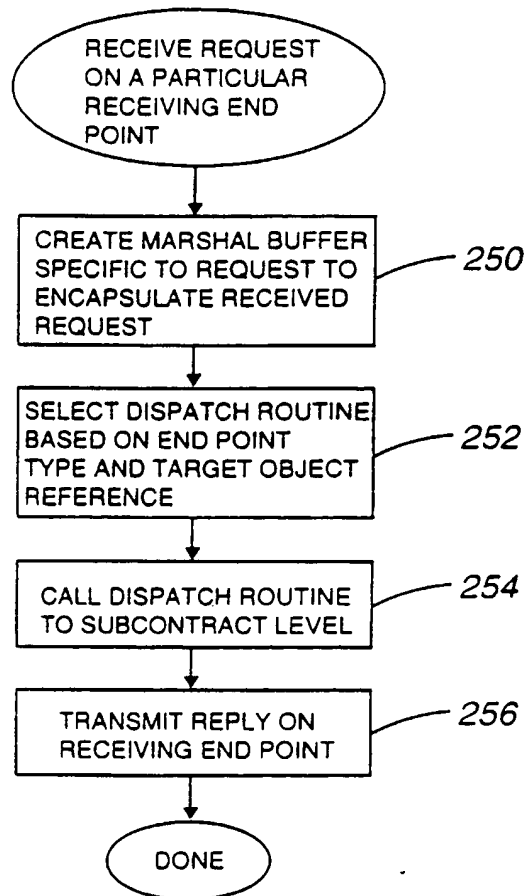 RECEIVE REQUEST
ON A PARTICULAR
RECEIVING END
POINT
CREATE MARSHAL BUFFER
SPECIFIC TO REQUEST TO
ENCAPSULATE RECEIVED
REQUEST
250
SELECT DISPATCH ROUTINE
BASED ON END POINT
TYPE AND TARGET OBJECT
REFERENCE
252
CALL DISPATCH ROUTINE
TO SUBCONTRACT LEVEL
254
TRANSMIT REPLY ON
RECEIVING END POINT
256
DONE